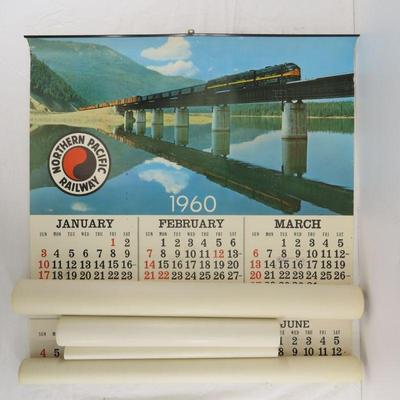 NORTHERN PACIFIC
RAILWAY
1960
JANUARY FEBRUARY MARCH
SUN MON TUE WED THU FRI SAT SUN MON TUE WED THU FRI SAT SUN MON TUE WED THU FRI SAT
1 2 1 2 3 4 5 6 1 2 3 4 5
3 4 5 6 7 8 9 7 8 9 10 11 12 13 6 7 8 9 10 11 12
10 11 12 13 14 15 16 14 15 16 17 18 19 20 13 14 15 16 17 18 19
17 18 19 20 21 22 23 21 22 23 24 25 26 27 20 21 22 23 24 25 26
JUNE
SUN THU FRI SAT
4 5 9 10 11 12